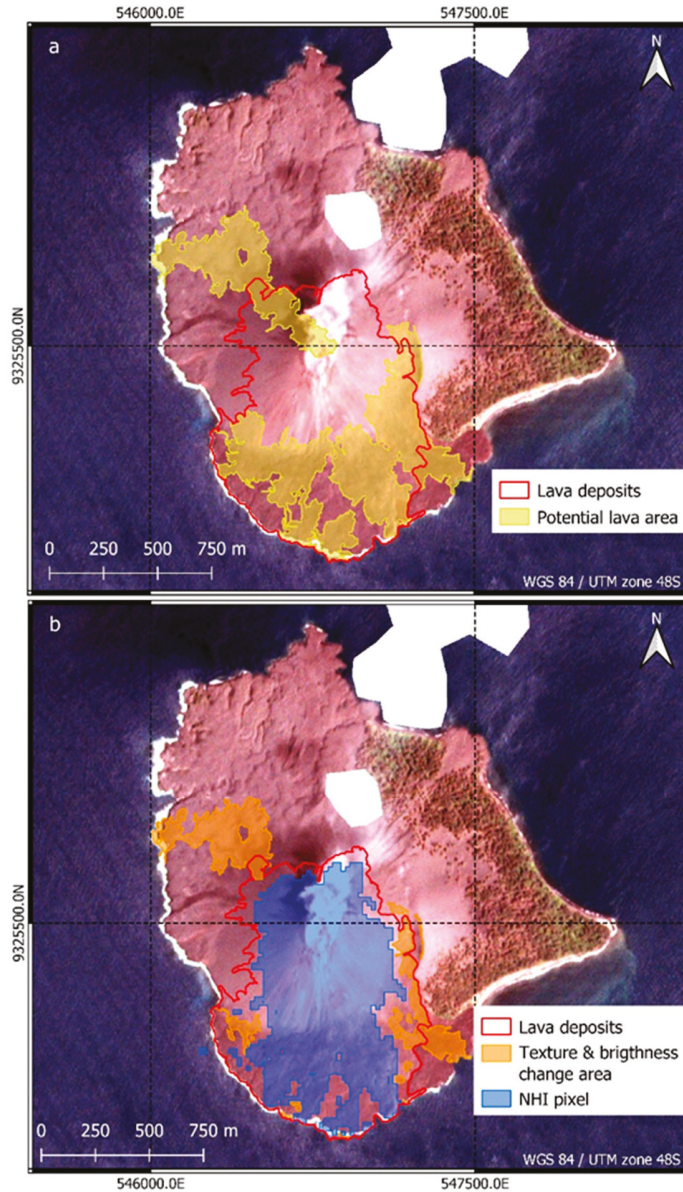 546000.0E 547500.0E
a
N
9325500.0N
Lava deposits
Potential lava area
0 250 500 750 m
WGS 84 / UTM zone 48S
b
N
9325500.0N
Lava deposits
Texture & brigthness
change area
NHI pixel
0 250 500 750 m
WGS 84 / UTM zone 48S
546000.0E 547500.0E